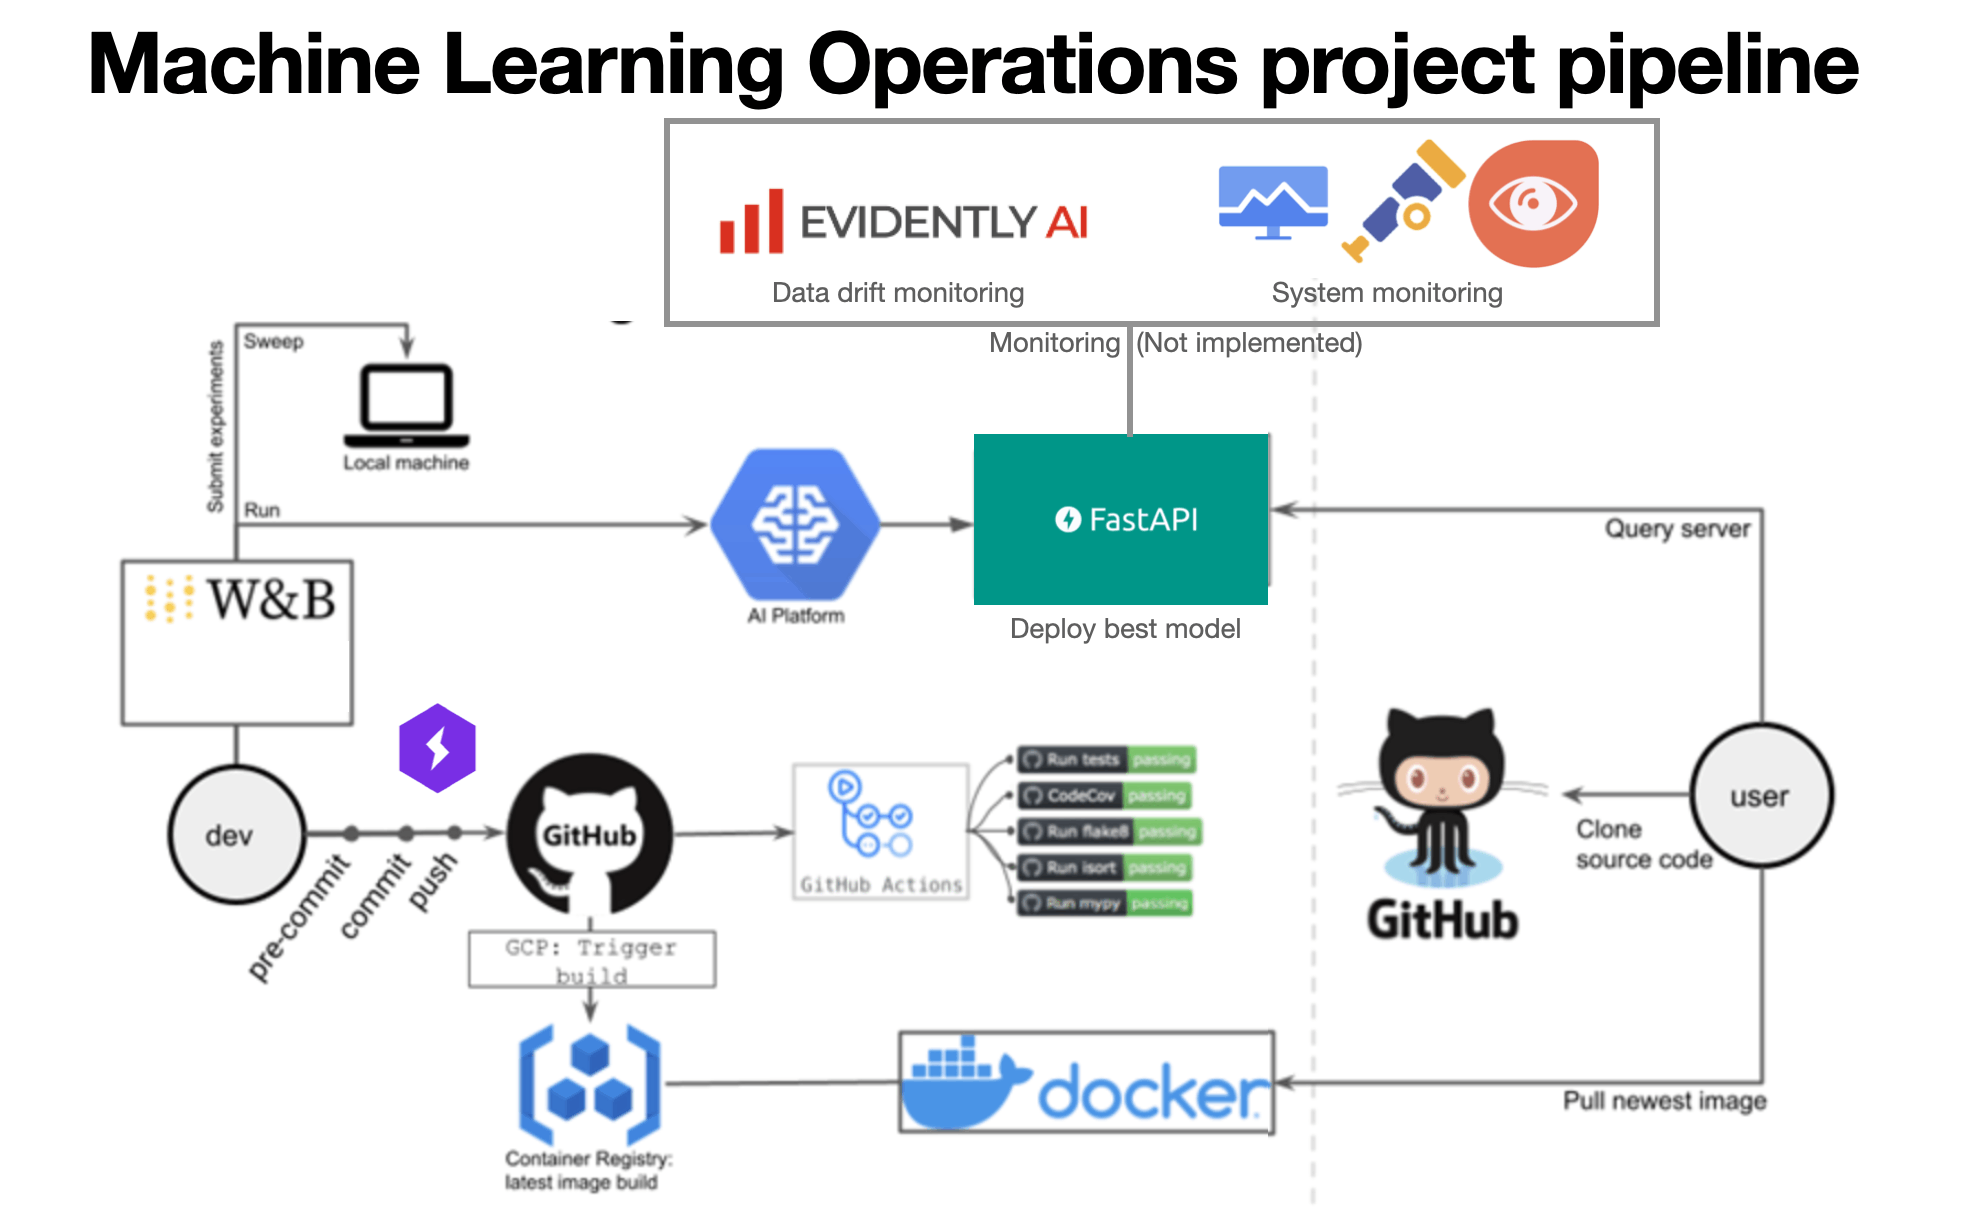 Machine Learning Operations project pipeline
EVIDENTLY AI
Data drift monitoring
System monitoring
Monitoring (Not implemented)
Sweep
Submit experiments
Local machine
Run
AI Platform
FastAPI
Deploy best model
Query server
W&B
dev
pre-commit
commit
push
GitHub
GitHub Actions
Run tests passing
CodeCov passing
Run flake8 passing
Run isort passing
Run mypy passing
GitHub
Clone
source code
user
GCP: Trigger
build
Container Registry:
latest image build
docker
Pull newest image